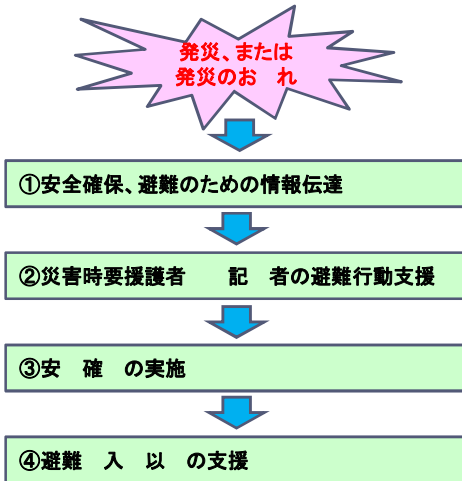 発災、または
発災のお れ
①安全確保、避難のための情報伝達
②災害時要援護者 記 者の避難行動支援
③安 確 の実施
④避難 入 以 の支援